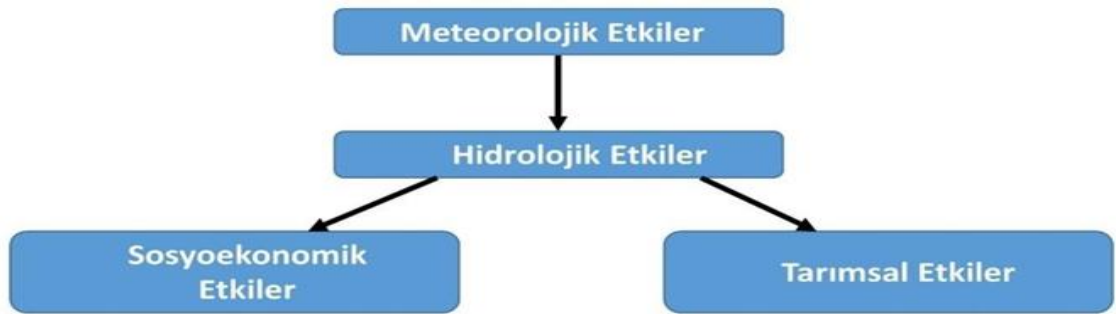 Meteorolojik Etkiler
Hidrolojik Etkiler
Sosyoekonomik
Etkiler
Tarımsal Etkiler